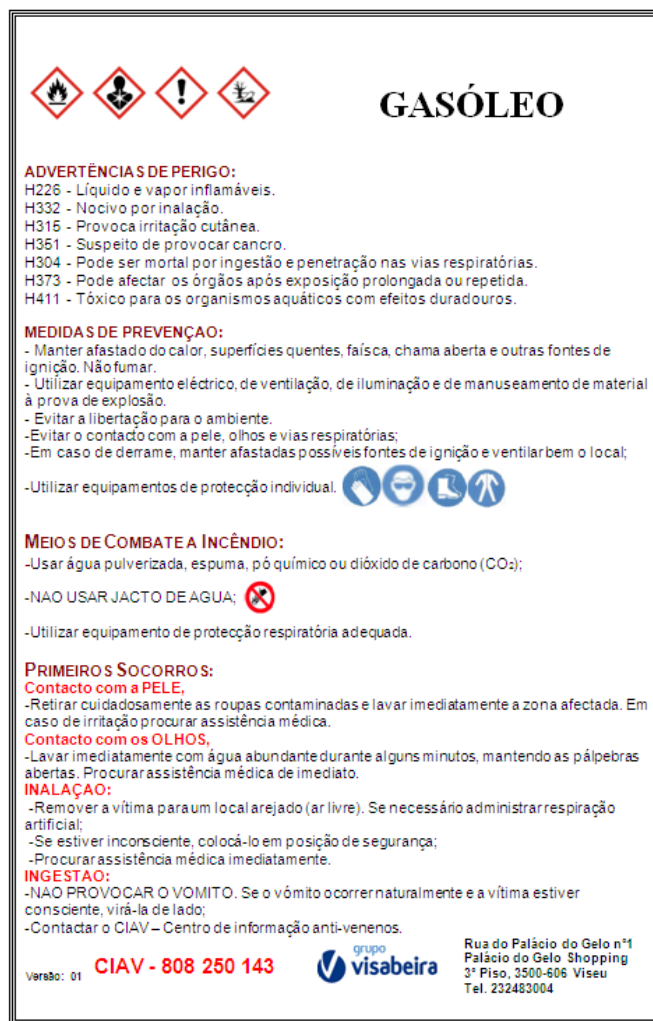 GASÓLEO
ADVERTÊNCIAS DE PERIGO:
H226 - Líquido e vapor inflamáveis.
H332 - Nocivo por inalação.
H315 - Provoca irritação cutânea.
H351 - Suspeito de provocar cancro.
H304 - Pode ser mortal por ingestão e penetração nas vias respiratórias.
H373 - Pode afectar os órgãos após exposição prolongada ou repetida.
H411 - Tóxico para os organismos aquáticos com efeitos duradouros.
MEDIDAS DE PREVENÇAO:
- Manter afastado do calor, superfícies quentes, faísca, chama aberta e outras fontes de
ignição. Não fumar.
- Utilizar equipamento eléctrico, de ventilação, de iluminação e de manuseamento de material
à prova de explosão.
- Evitar a libertação para o ambiente.
-Evitar o contacto com a pele, olhos e vias respiratórias;
-Em caso de derrame, manter afastadas possíveis fontes de ignição e ventilar bem o local;
-Utilizar equipamentos de protecção individual.
MEIOS DE COMBATE A INCÊNDIO:
-Usar água pulverizada, espuma, pó químico ou dióxido de carbono (CO₂);
-NAO USAR JACTO DE AGUA;
-Utilizar equipamento de protecção respiratória adequada.
PRIMEIROS SOCORROS:
Contacto com a PELE,
-Retirar cuidadosamente as roupas contaminadas e lavar imediatamente a zona afectada. Em
caso de irritação procurar assistência médica.
Contacto com os OLHOS,
-Lavar imediatamente com água abundante durante alguns minutos, mantendo as pálpebras
abertas. Procurar assistência médica de imediato.
INALAÇAO:
-Remover a vítima para um local arejado (ar livre). Se necessário administrar respiração
artificial;
-Se estiver inconsciente, colocá-lo em posição de segurança;
-Procurar assistência médica imediatamente.
INGESTAO:
-NAO PROVOCAR O VOMITO. Se o vómito ocorrer naturalmente e a vítima estiver
consciente, virá-la de lado;
-Contactar o CIAV – Centro de informação anti-venenos.
Versão: 01 CIAV - 808 250 143
grupo
visabeira
Rua do Palácio do Gelo nº1
Palácio do Gelo Shopping
3º Piso, 3500-606 Viseu
Tel. 232483004